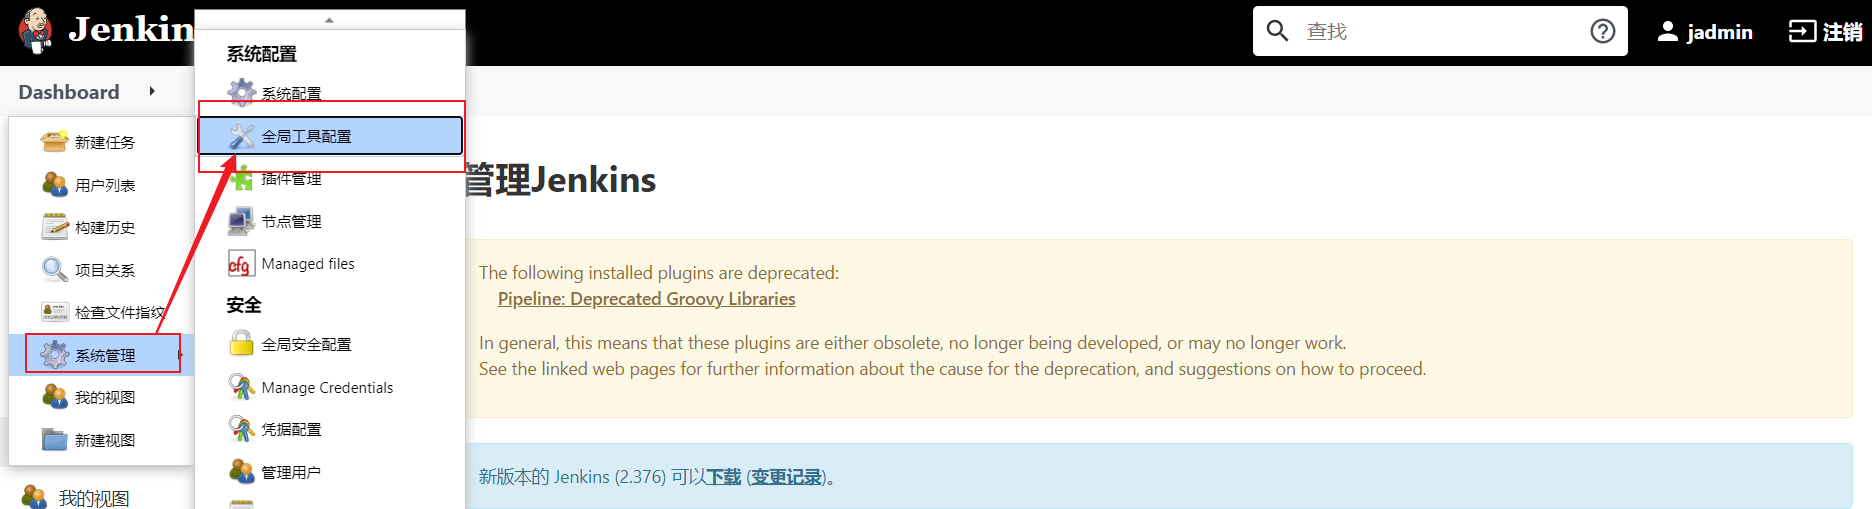 Jenkin
查找
jadmin
注销
Dashboard
新建任务
用户列表
构建历史
项目关系
检查文件指纹
系统管理
我的视图
新建视图
我的视图
系统配置
系统配置
全局工具配置
插件管理
节点管理
cfg Managed files
安全
全局安全配置
Manage Credentials
凭据配置
管理用户
管理Jenkins
The following installed plugins are deprecated:
Pipeline: Deprecated Groovy Libraries
In general, this means that these plugins are either obsolete, no longer being developed, or may no longer work.
See the linked web pages for further information about the cause for the deprecation, and suggestions on how to proceed.
新版本的 Jenkins (2.376) 可以下载 (变更记录)。